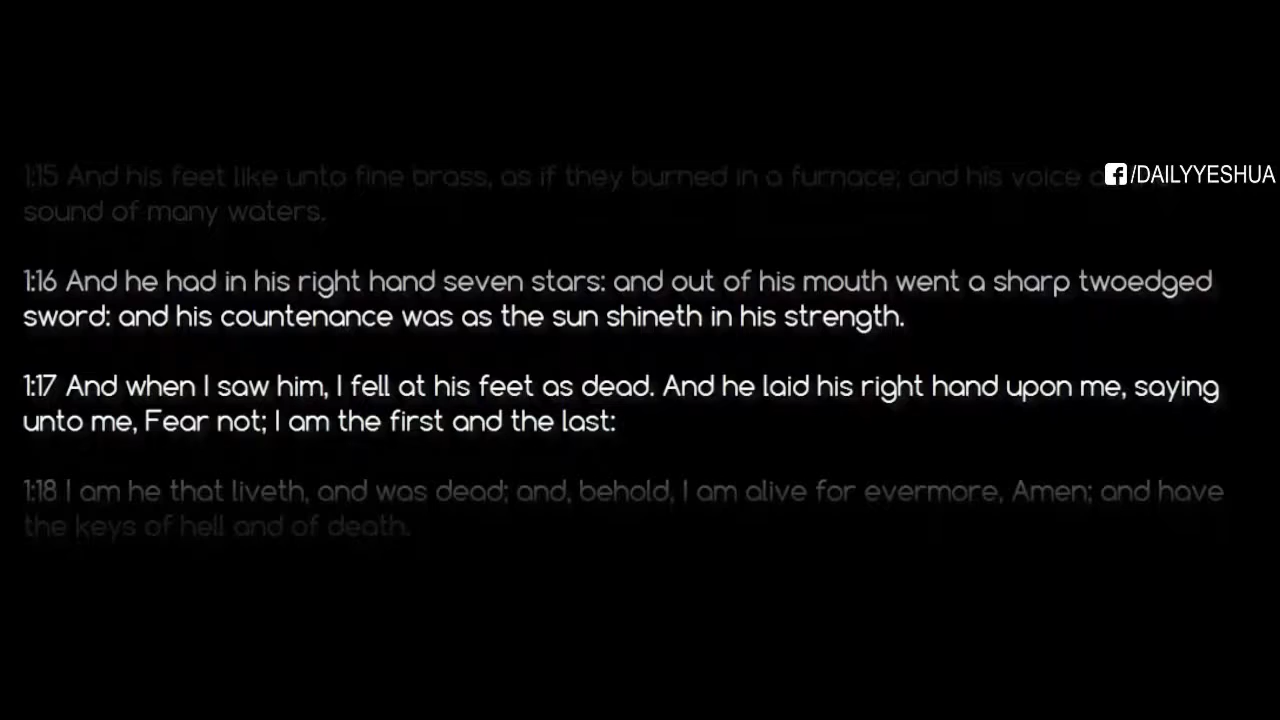 1:15 And his feet like unto fine brass, as if they burned in a furnace; and his voice
/DAILYYESHUA
sound of many waters.
1:16 And he had in his right hand seven stars: and out of his mouth went a sharp twoedged
sword: and his countenance was as the sun shineth in his strength.
1:17 And when I saw him, I fell at his feet as dead. And he laid his right hand upon me, saying
unto me, Fear not; I am the first and the last:
1:18 I am he that liveth, and was dead; and, behold, I am alive for evermore, Amen; and have
the keys of hell and of death.